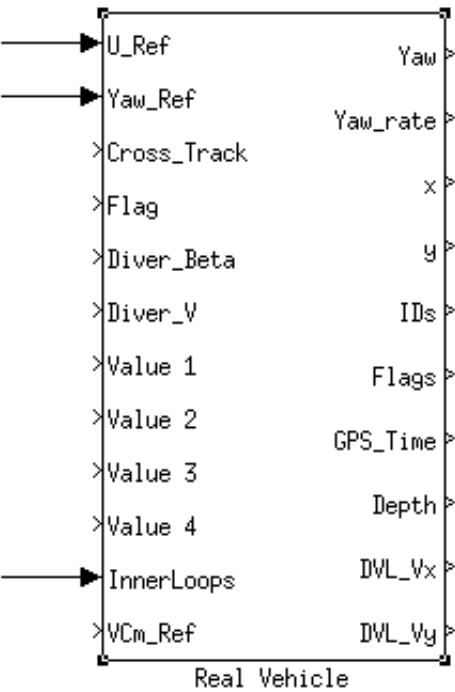 U_Ref
Yaw_Ref
Cross_Track
Flag
Diver_Beta
Diver_V
Value 1
Value 2
Value 3
Value 4
InnerLoops
VCm_Ref
Yaw
Yaw_rate
x
y
IDs
Flags
GPS_Time
Depth
DVL_Vx
DVL_Vy
Real Vehicle